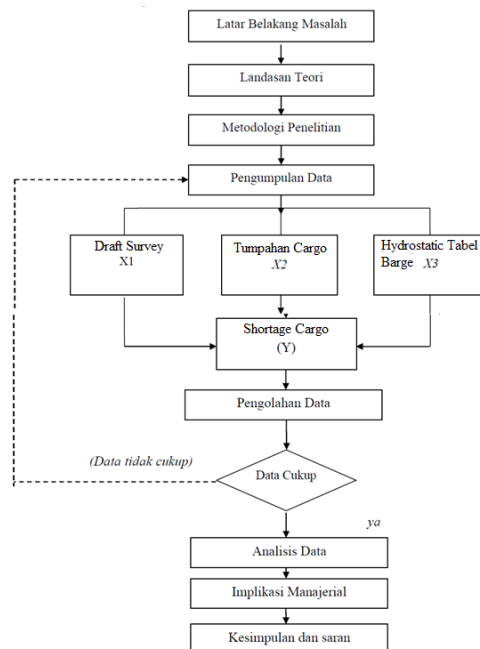 Latar Belakang Masalah
Landasan Teori
Metodologi Penelitian
Pengumpulan Data
Draft Survey
X1
Tumpahan Cargo
X2
Hydrostatic Tabel
Barge X3
Shortage Cargo
(Y)
Pengolahan Data
(Data tidak cukup)
Data Cukup
ya
Analisis Data
Implikasi Manajerial
Kesimpulan dan saran